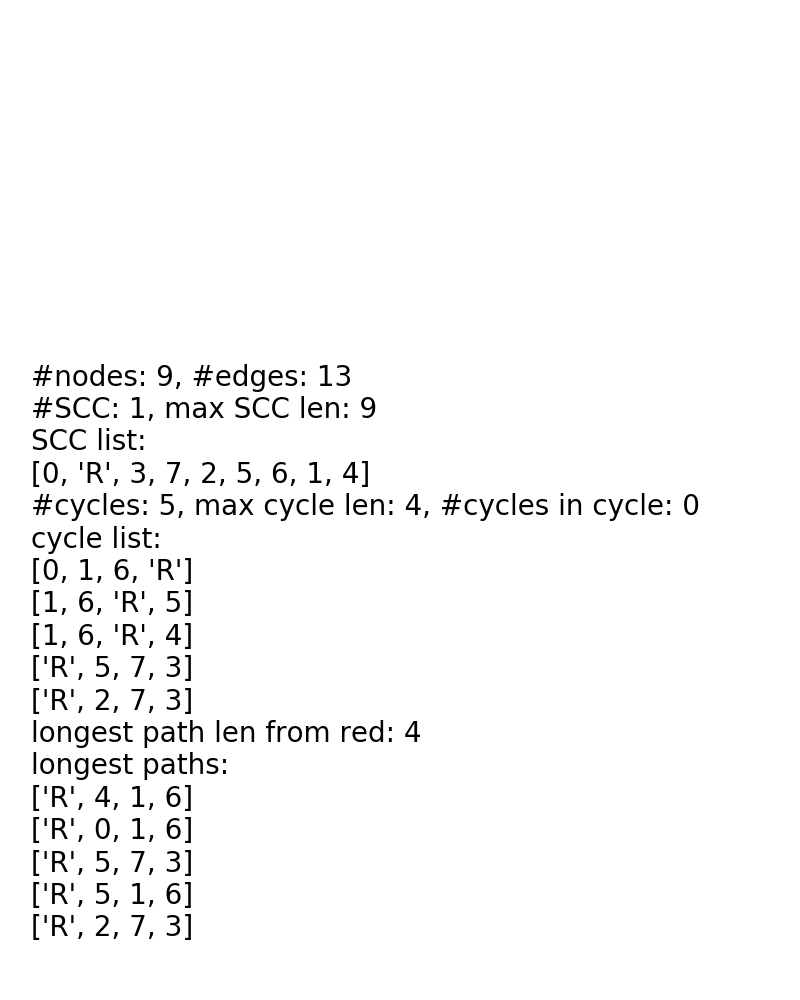 #nodes: 9, #edges: 13
#SCC: 1, max SCC len: 9
SCC list:
[0, 'R', 3, 7, 2, 5, 6, 1, 4]
#cycles: 5, max cycle len: 4, #cycles in cycle: 0
cycle list:
[0, 1, 6, 'R']
[1, 6, 'R', 5]
[1, 6, 'R', 4]
['R', 5, 7, 3]
['R', 2, 7, 3]
longest path len from red: 4
longest paths:
['R', 4, 1, 6]
['R', 0, 1, 6]
['R', 5, 7, 3]
['R', 5, 1, 6]
['R', 2, 7, 3]